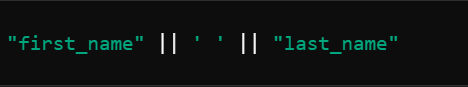 "first_name" || ' ' || "last_name"